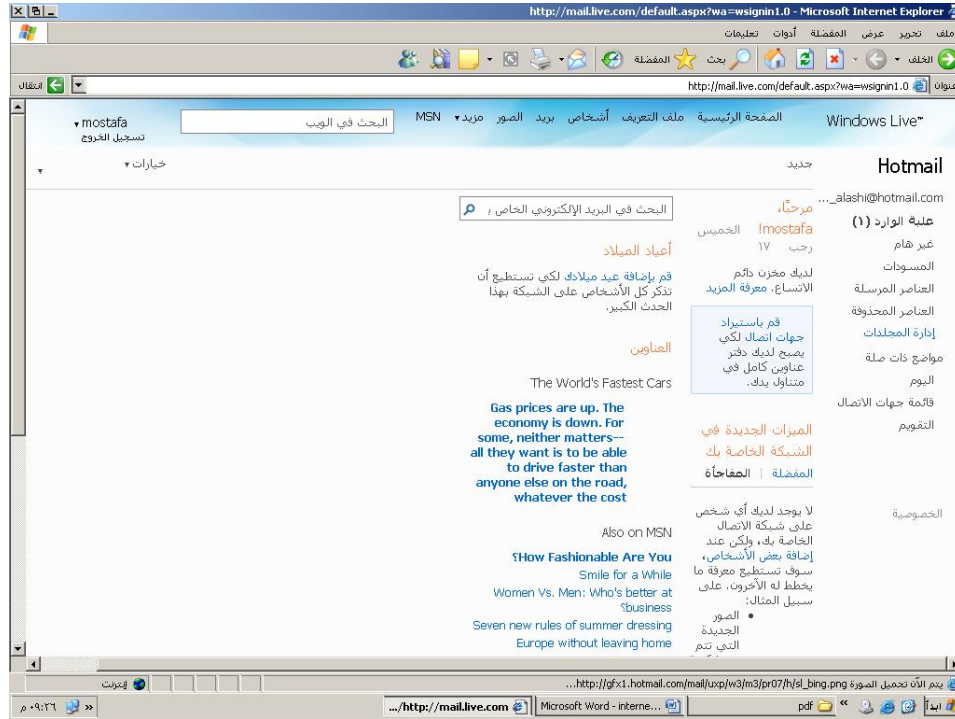 http://mail.live.com/default.aspx?wa=wsignin1.0 - Microsoft Internet Explorer
ملف تحرير عرض المفضلة أدوات تعليمات
الخلف بحث المفضلة
عنوان http://mail.live.com/default.aspx?wa=wsignin1.0 انتقال
Windows Live™ الصفحة الرئيسية ملف التعريف أشخاص بريد الصور مزيد MSN البحث في الويب mostafa
تسجيل الخروج
Hotmail
جديد خيارات
..._alashi@hotmail.com
علبة الوارد (١)
غير هام
المسودات
العناصر المرسلة
العناصر المحذوفة
إدارة المجلدات
مواضع ذات صلة
اليوم
قائمة جهات الاتصال
التقويم
الخصوصية
مرحبًا،
mostafa! الخميس
رجب ١٧
لديك مخزن دائم
الاتساع. معرفة المزيد
قم باستيراد
جهات اتصال لكي
يصبح لديك دفتر
عناوين كامل في
متناول يدك.
الميزات الجديدة في
الشبكة الخاصة بك
المفضلة | المفاجأة
لا يوجد لديك أي شخص
على شبكة الاتصال
الخاصة بك، ولكن عند
إضافة بعض الأشخاص،
سوف تستطيع معرفة ما
يخطط له الآخرون. على
سبيل المثال:
• الصور
الجديدة
التي تتم
البحث في البريد الإلكتروني الخاص ب
أعياد الميلاد
قم بإضافة عيد ميلادك لكي تستطيع أن
تذكر كل الأشخاص على الشبكة بهذا
الحدث الكبير.
العناوين
The World's Fastest Cars
Gas prices are up. The
economy is down. For
some, neither matters--
all they want is to be able
to drive faster than
anyone else on the road,
whatever the cost
Also on MSN
How Fashionable Are You?
Smile for a While
Women Vs. Men: Who's better at
business?
Seven new rules of summer dressing
Europe without leaving home
يتم الآن تحميل الصورة http://gfx1.hotmail.com/mail/uxp/w3/m3/pr07/h/sl_bing.png... إنترنت
ابدأ pdf Microsoft Word - interne... http://mail.live.com/... ٠٩:٢٦ م